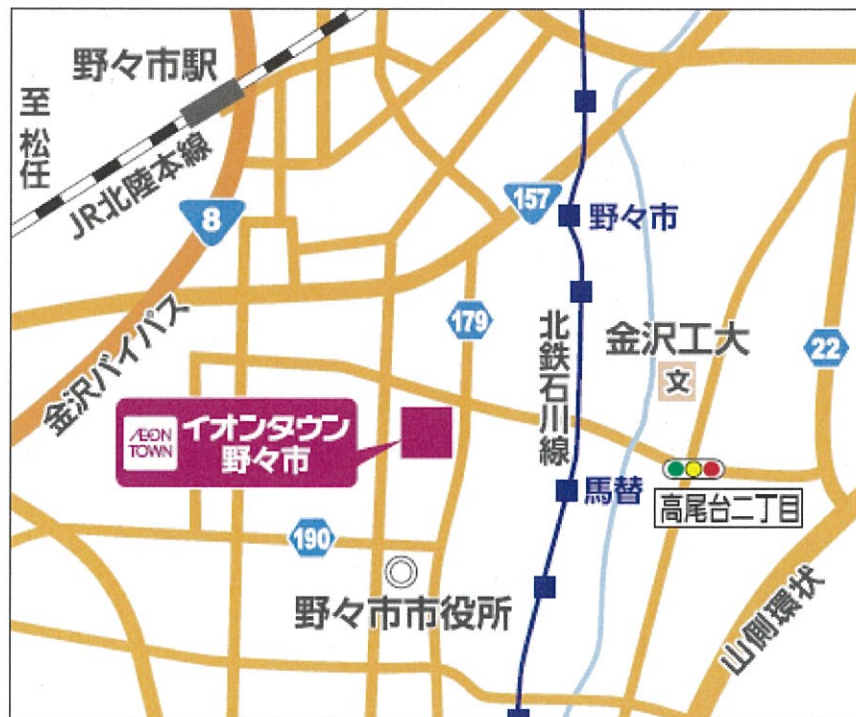 野々市駅
至 松任
JR北陸本線
8
157
野々市
金沢バイパス
179
北鉄石川線
金沢工大
文
22
ÆON
TOWN
イオンタウン
野々市
馬替
高尾台二丁目
190
野々市市役所
山側環状